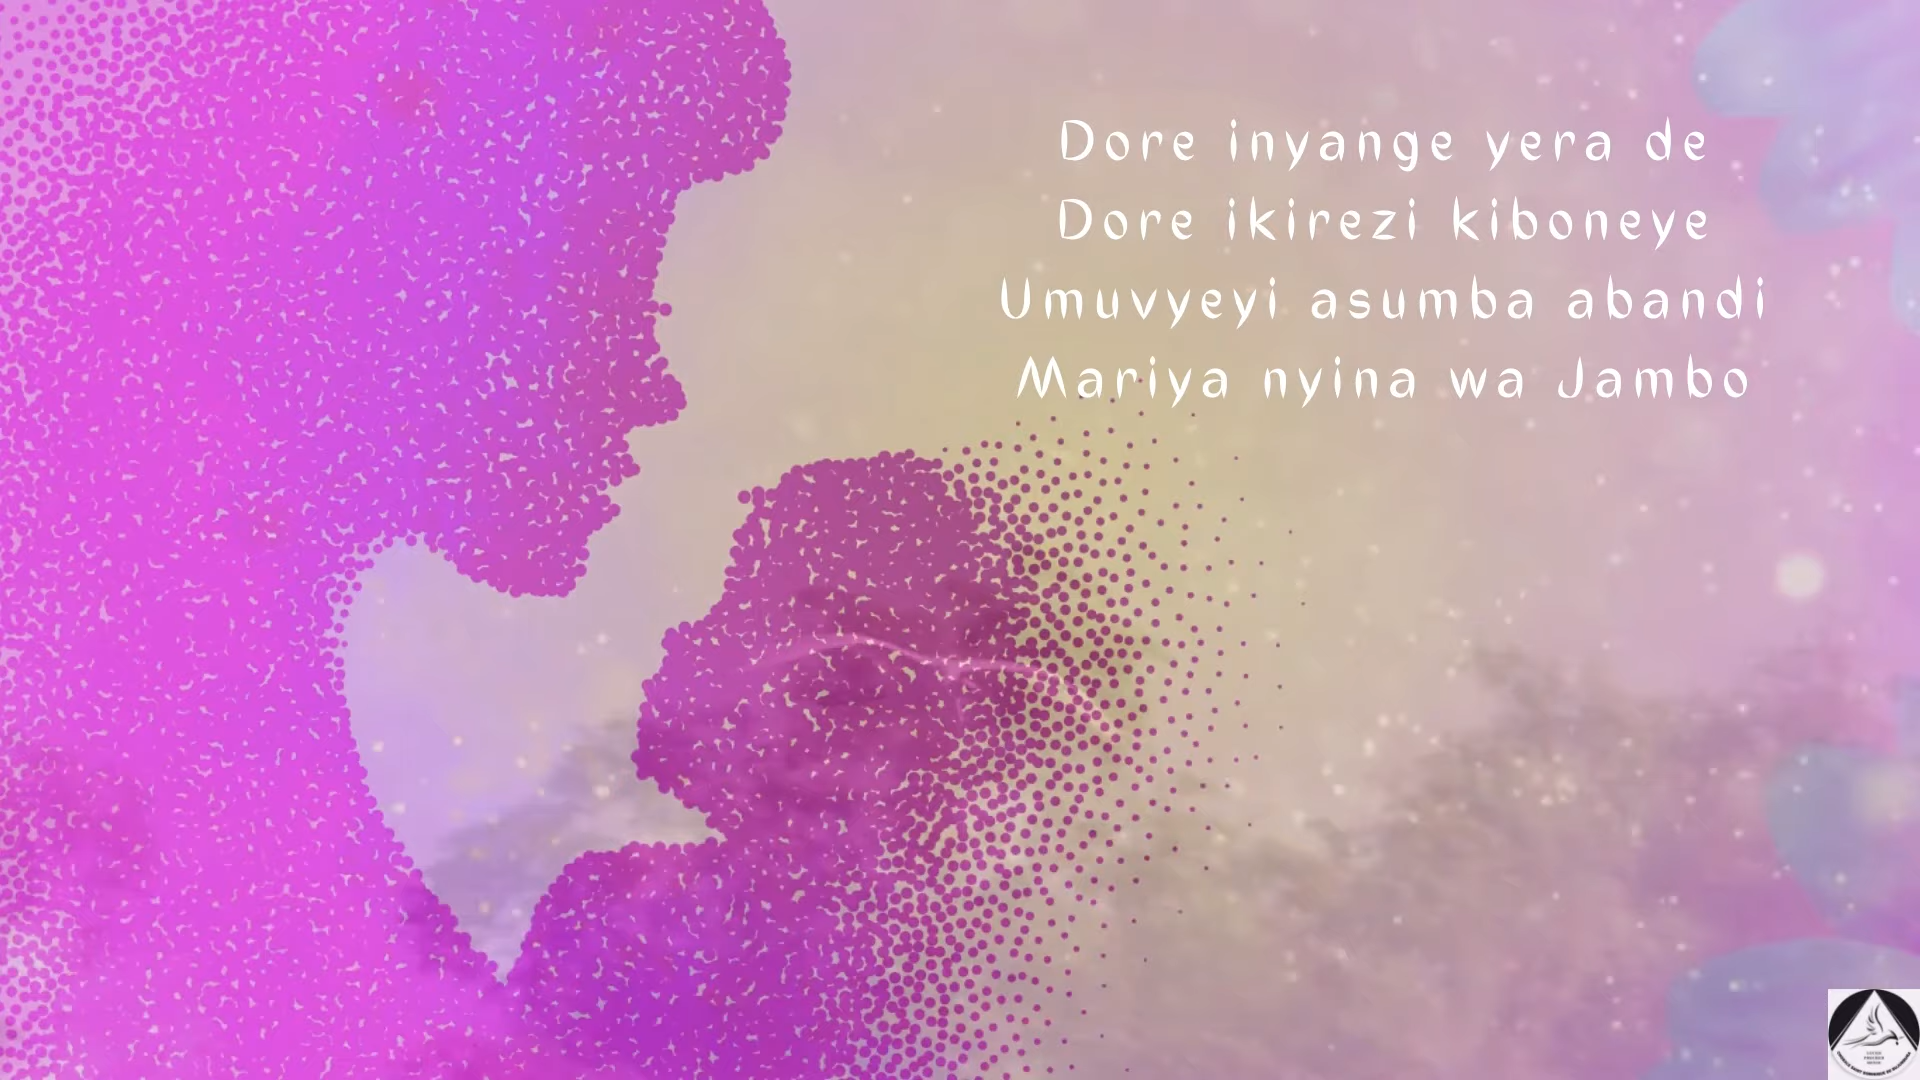 Dore inyange yera de
Dore ikirezi kiboneye
Umuvyeyi asumba abandi
Mariya nyina wa Jambo